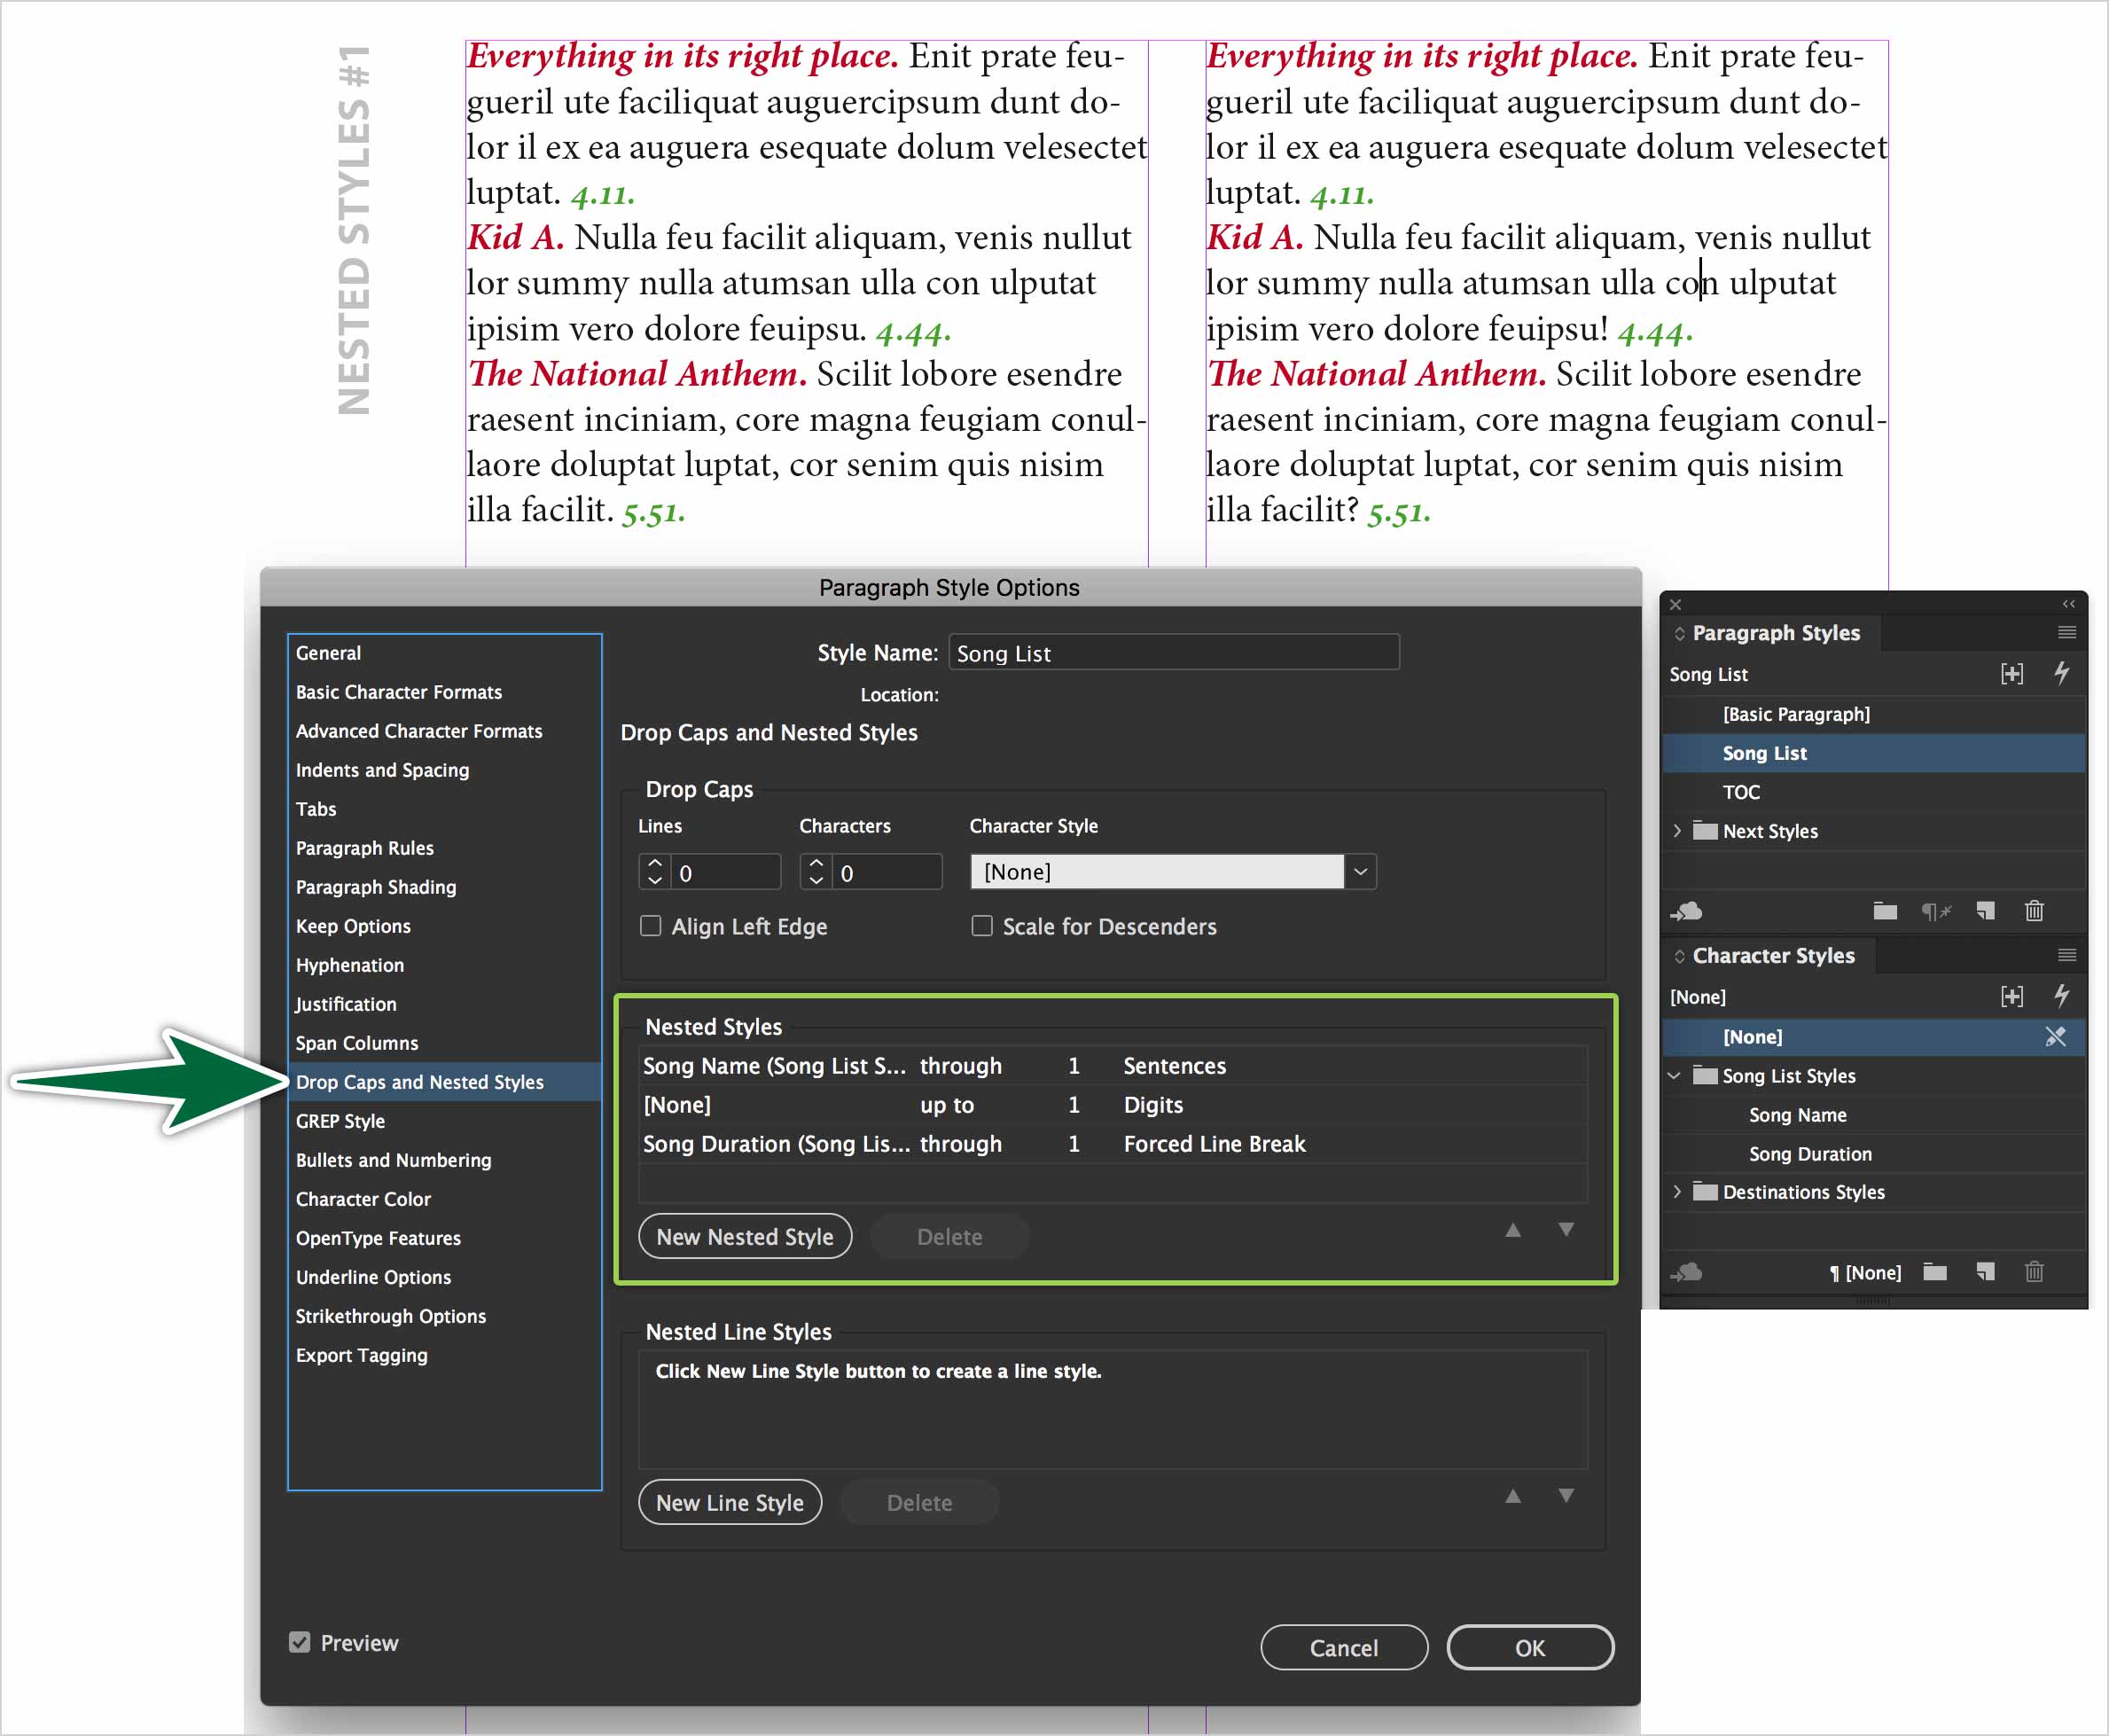 NESTED STYLES #1
Everything in its right place. Enit prate feu-
gueril ute faciliquat auguercipsum dunt do-
lor il ex ea auguera esequate dolum velesectet
luptat. 4.11.
Kid A. Nulla feu facilit aliquam, venis nullut
lor summy nulla atumsan ulla con ulputat
ipisim vero dolore feuipsu. 4.44.
The National Anthem. Scilit lobore esendre
raesent inciniam, core magna feugiam conul-
laore doluptat luptat, cor senim quis nisim
illa facilit. 5.51.
Everything in its right place. Enit prate feu-
gueril ute faciliquat auguercipsum dunt do-
lor il ex ea auguera esequate dolum velesectet
luptat. 4.11.
Kid A. Nulla feu facilit aliquam, venis nullut
lor summy nulla atumsan ulla con ulputat
ipisim vero dolore feuipsu! 4.44.
The National Anthem. Scilit lobore esendre
raesent inciniam, core magna feugiam conul-
laore doluptat luptat, cor senim quis nisim
illa facilit? 5.51.
Paragraph Style Options
General
Basic Character Formats
Advanced Character Formats
Indents and Spacing
Tabs
Paragraph Rules
Paragraph Shading
Keep Options
Hyphenation
Justification
Span Columns
Drop Caps and Nested Styles
GREP Style
Bullets and Numbering
Character Color
OpenType Features
Underline Options
Strikethrough Options
Export Tagging
Style Name: Song List
Location:
Drop Caps and Nested Styles
Drop Caps
Lines Characters Character Style
0 0 [None]
Align Left Edge Scale for Descenders
Nested Styles
Song Name (Song List S... through 1 Sentences
[None] up to 1 Digits
Song Duration (Song Lis... through 1 Forced Line Break
New Nested Style Delete
Nested Line Styles
Click New Line Style button to create a line style.
New Line Style Delete
Preview
Cancel OK
Paragraph Styles
Song List
[Basic Paragraph]
Song List
TOC
Next Styles
Character Styles
[None]
[None]
Song List Styles
Song Name
Song Duration
Destinations Styles
¶ [None]